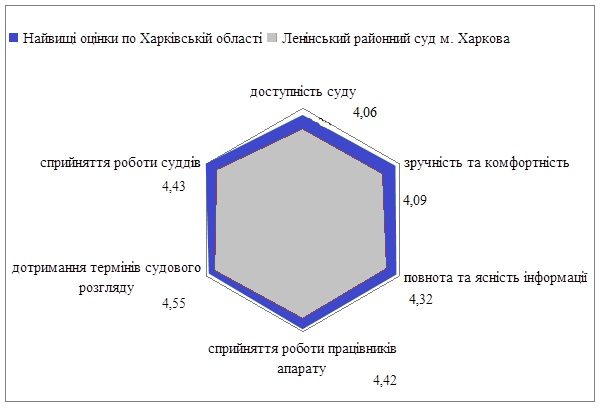 Найвищі оцінки по Харківській області Ленінський районний суд м. Харкова
доступність суду
4,06
сприйняття роботи суддів
4,43
зручність та комфортність
4,09
дотримання термінів судового
розгляду
4,55
повнота та ясність інформації
4,32
сприйняття роботи працівників
апарату
4,42